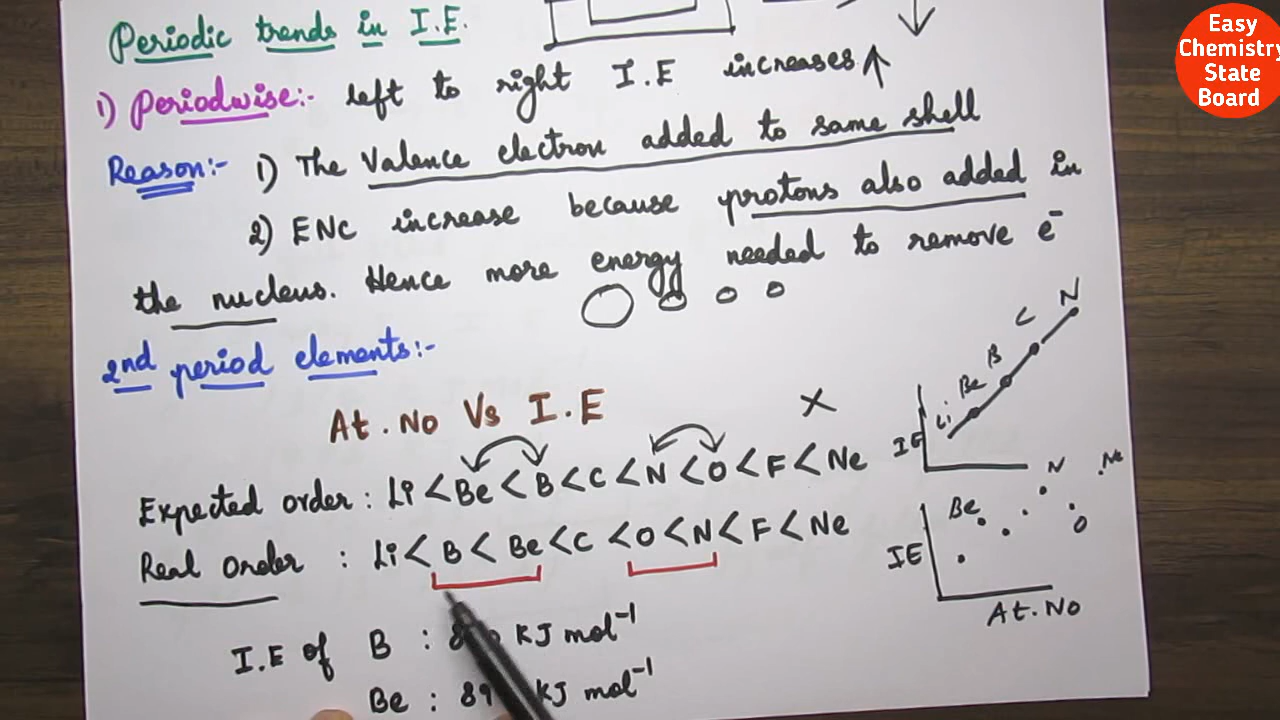 Easy
Chemistry
State
Board
Periodic trends in I.E.
1) Periodwise:- left to right I.E increases ↑
Reason:- 1) The valence electron added to same shell
2) ENC increase because protons also added in
the nucleus. Hence more energy needed to remove e⁻
2nd period elements:-
At. No Vs I.E
Expected order : Li < Be < B < C < N < O < F < Ne
Real order : Li < B < Be < C < O < N < F < Ne
I.E of B : KJ mol⁻¹
Be : KJ mol⁻¹
Li Be B C N
IE
N Ne
Be
O
IE
At. No